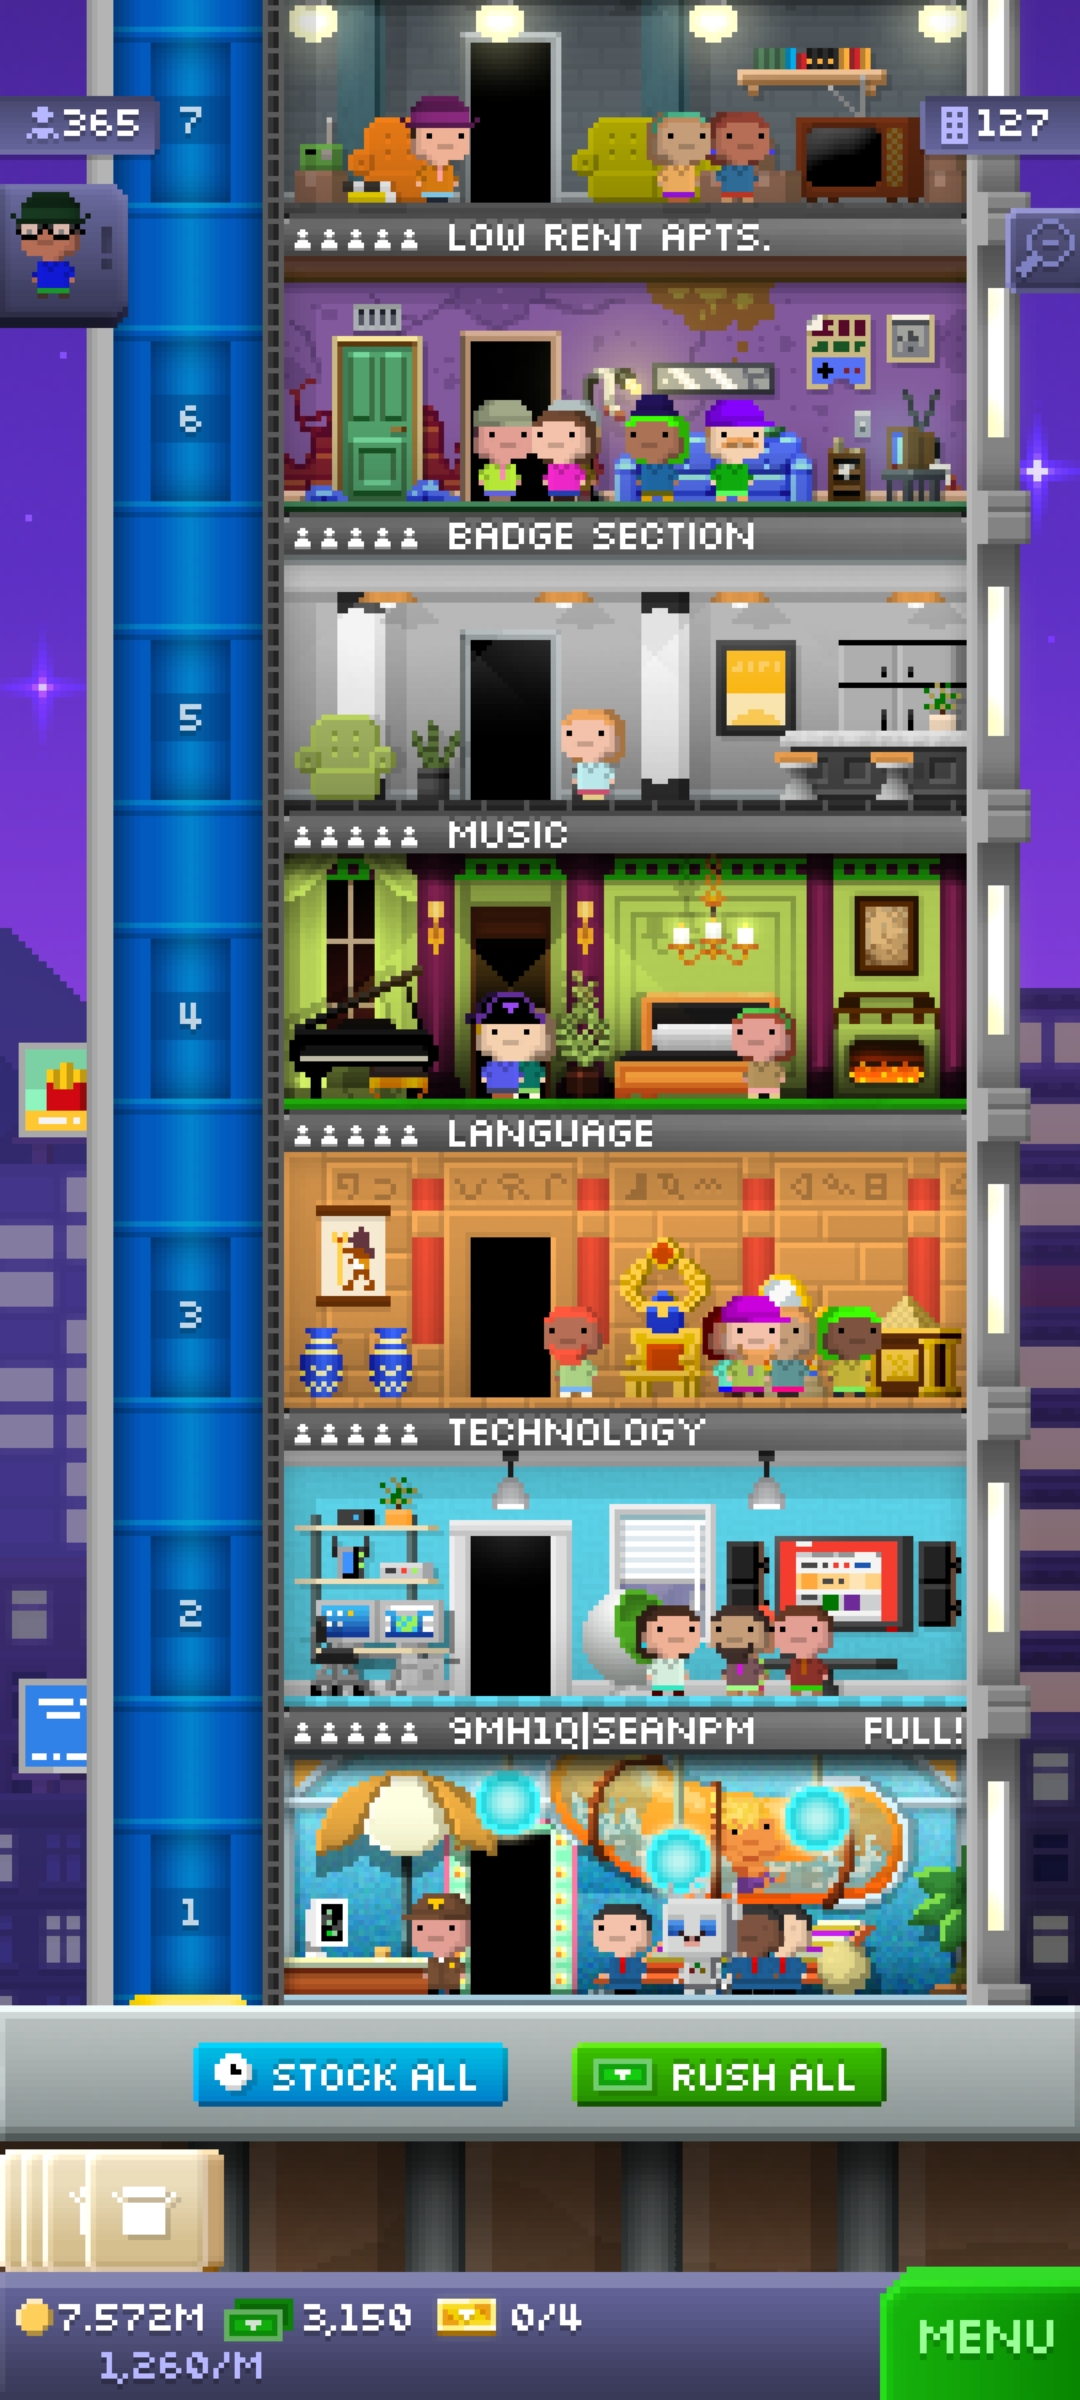 7
365
127
!
LOW RENT APTS.
6
BADGE SECTION
5
MUSIC
4
LANGUAGE
3
TECHNOLOGY
2
9MH1Q|SEANPM FULL!
1
STOCK ALL
RUSH ALL
7.572M 3,150 0/4
1,260/M
MENU